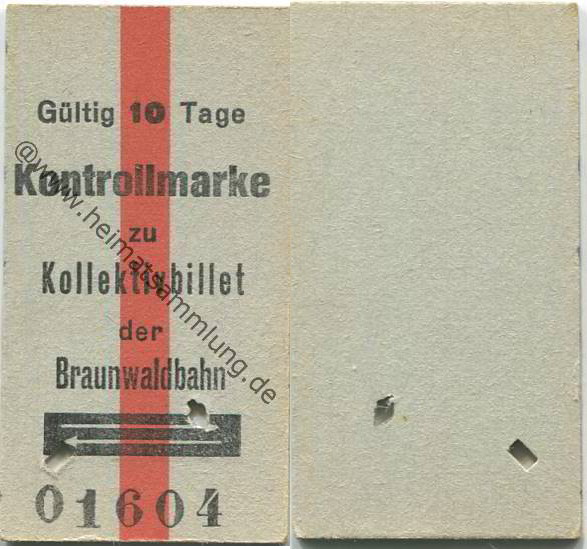 Gültig 10 Tage
Kontrollmarke
zu
Kollektivbillet
der
Braunwaldbahn
01604
@www.heimatsammlung.de